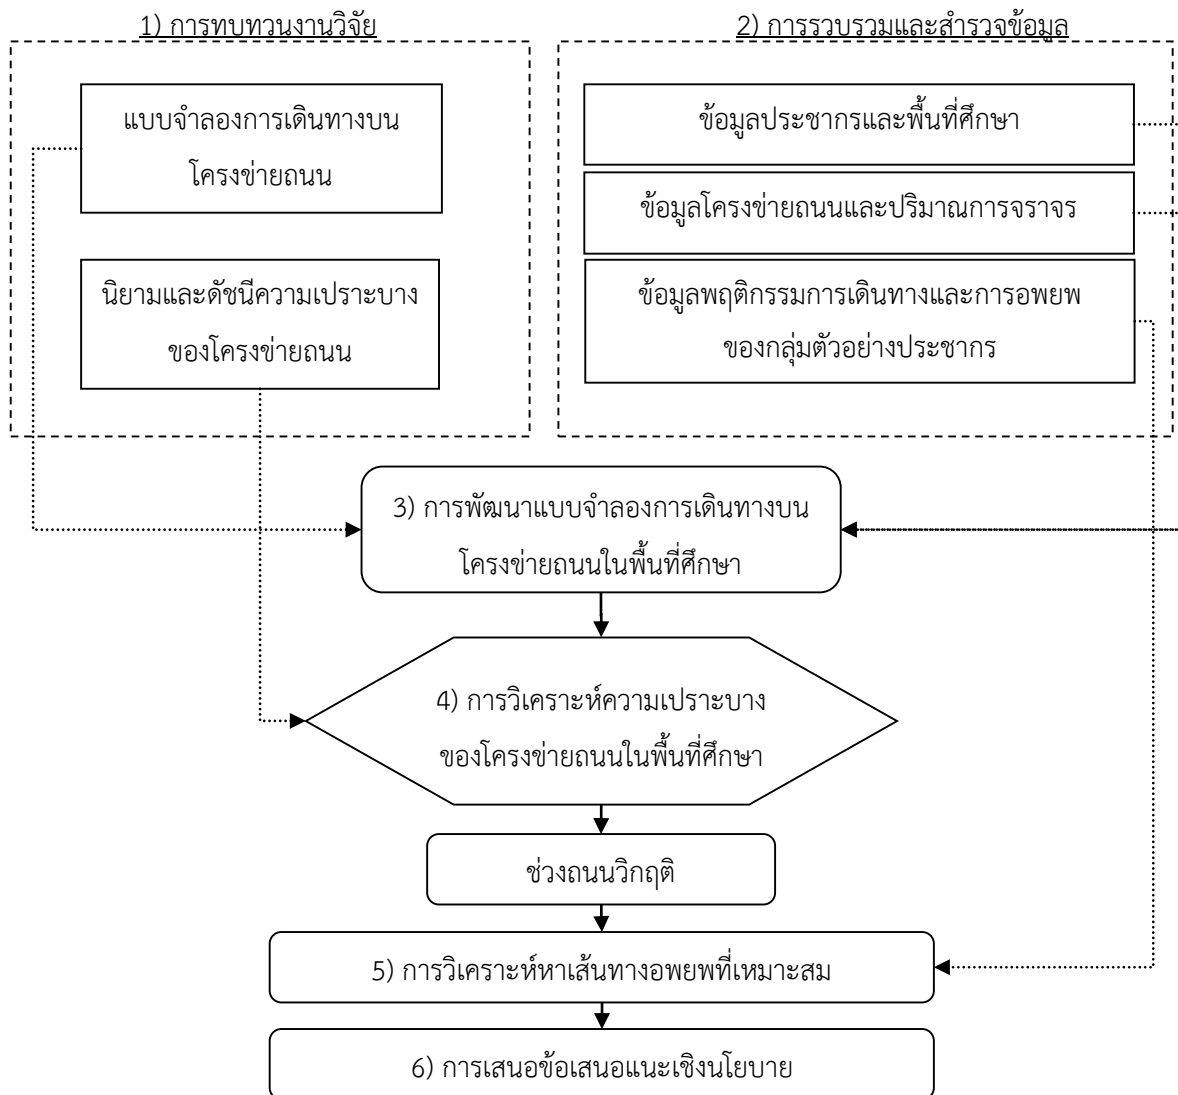 1) การทบทวนงานวิจัย
แบบจำลองการเดินทางบน
โครงข่ายถนน
นิยามและดัชนีความเปราะบาง
ของโครงข่ายถนน
2) การรวบรวมและสำรวจข้อมูล
ข้อมูลประชากรและพื้นที่ศึกษา
ข้อมูลโครงข่ายถนนและปริมาณการจราจร
ข้อมูลพฤติกรรมการเดินทางและการอพยพ
ของกลุ่มตัวอย่างประชากร
3) การพัฒนาแบบจำลองการเดินทางบน
โครงข่ายถนนในพื้นที่ศึกษา
4) การวิเคราะห์ความเปราะบาง
ของโครงข่ายถนนในพื้นที่ศึกษา
ช่วงถนนวิกฤติ
5) การวิเคราะห์หาเส้นทางอพยพที่เหมาะสม
6) การเสนอข้อเสนอแนะเชิงนโยบาย